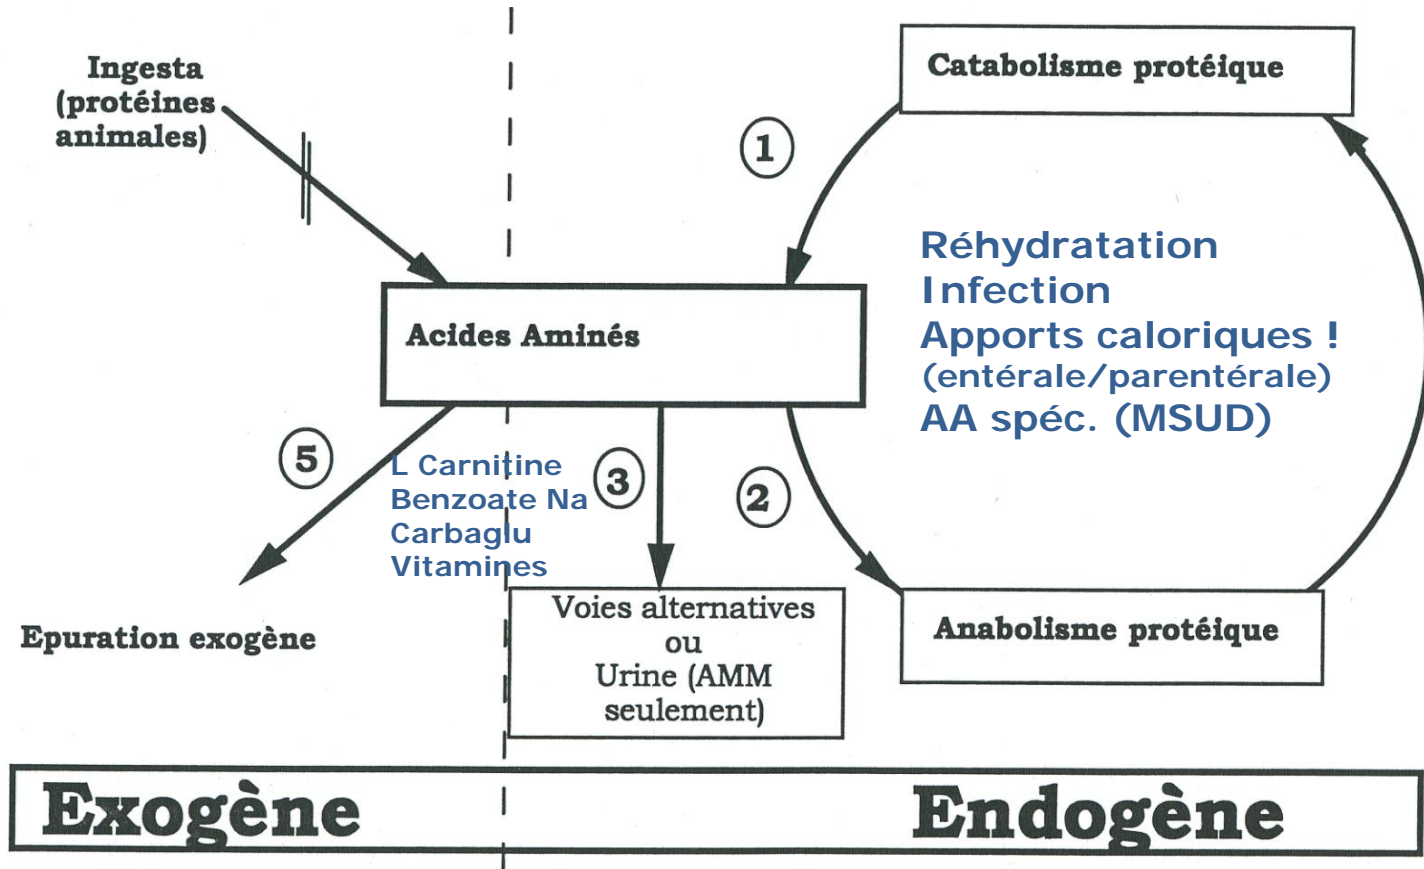 Ingesta
(protéines
animales)
Catabolisme protéique
1
Réhydratation
Infection
Apports caloriques !
(entérale/parentérale)
AA spéc. (MSUD)
Acides Aminés
5
L Carnitine
Benzoate Na
Carbaglu
Vitamines
3
2
Epuration exogène
Voies alternatives
ou
Urine (AMM
seulement)
Anabolisme protéique
Exogène
Endogène